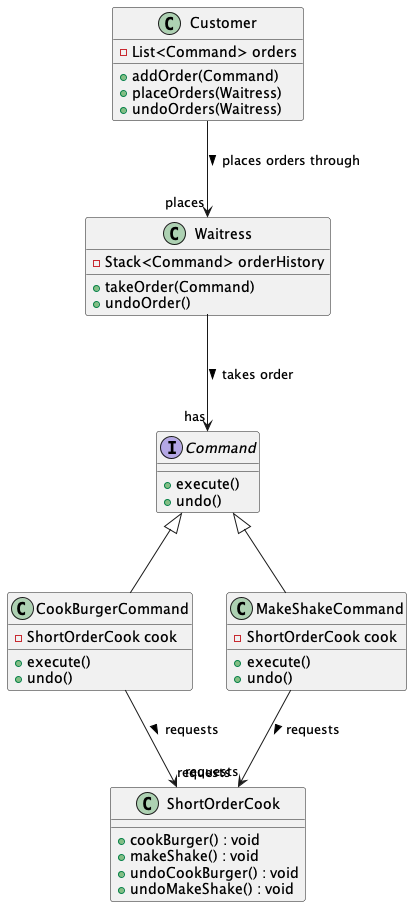 C Customer
List<Command> orders
addOrder(Command)
placeOrders(Waitress)
undoOrders(Waitress)
places orders through
places
C Waitress
Stack<Command> orderHistory
takeOrder(Command)
undoOrder()
takes order
has
I Command
execute()
undo()
C CookBurgerCommand
ShortOrderCook cook
execute()
undo()
C MakeShakeCommand
ShortOrderCook cook
execute()
undo()
requests
requests
requests
requests
C ShortOrderCook
cookBurger() : void
makeShake() : void
undoCookBurger() : void
undoMakeShake() : void